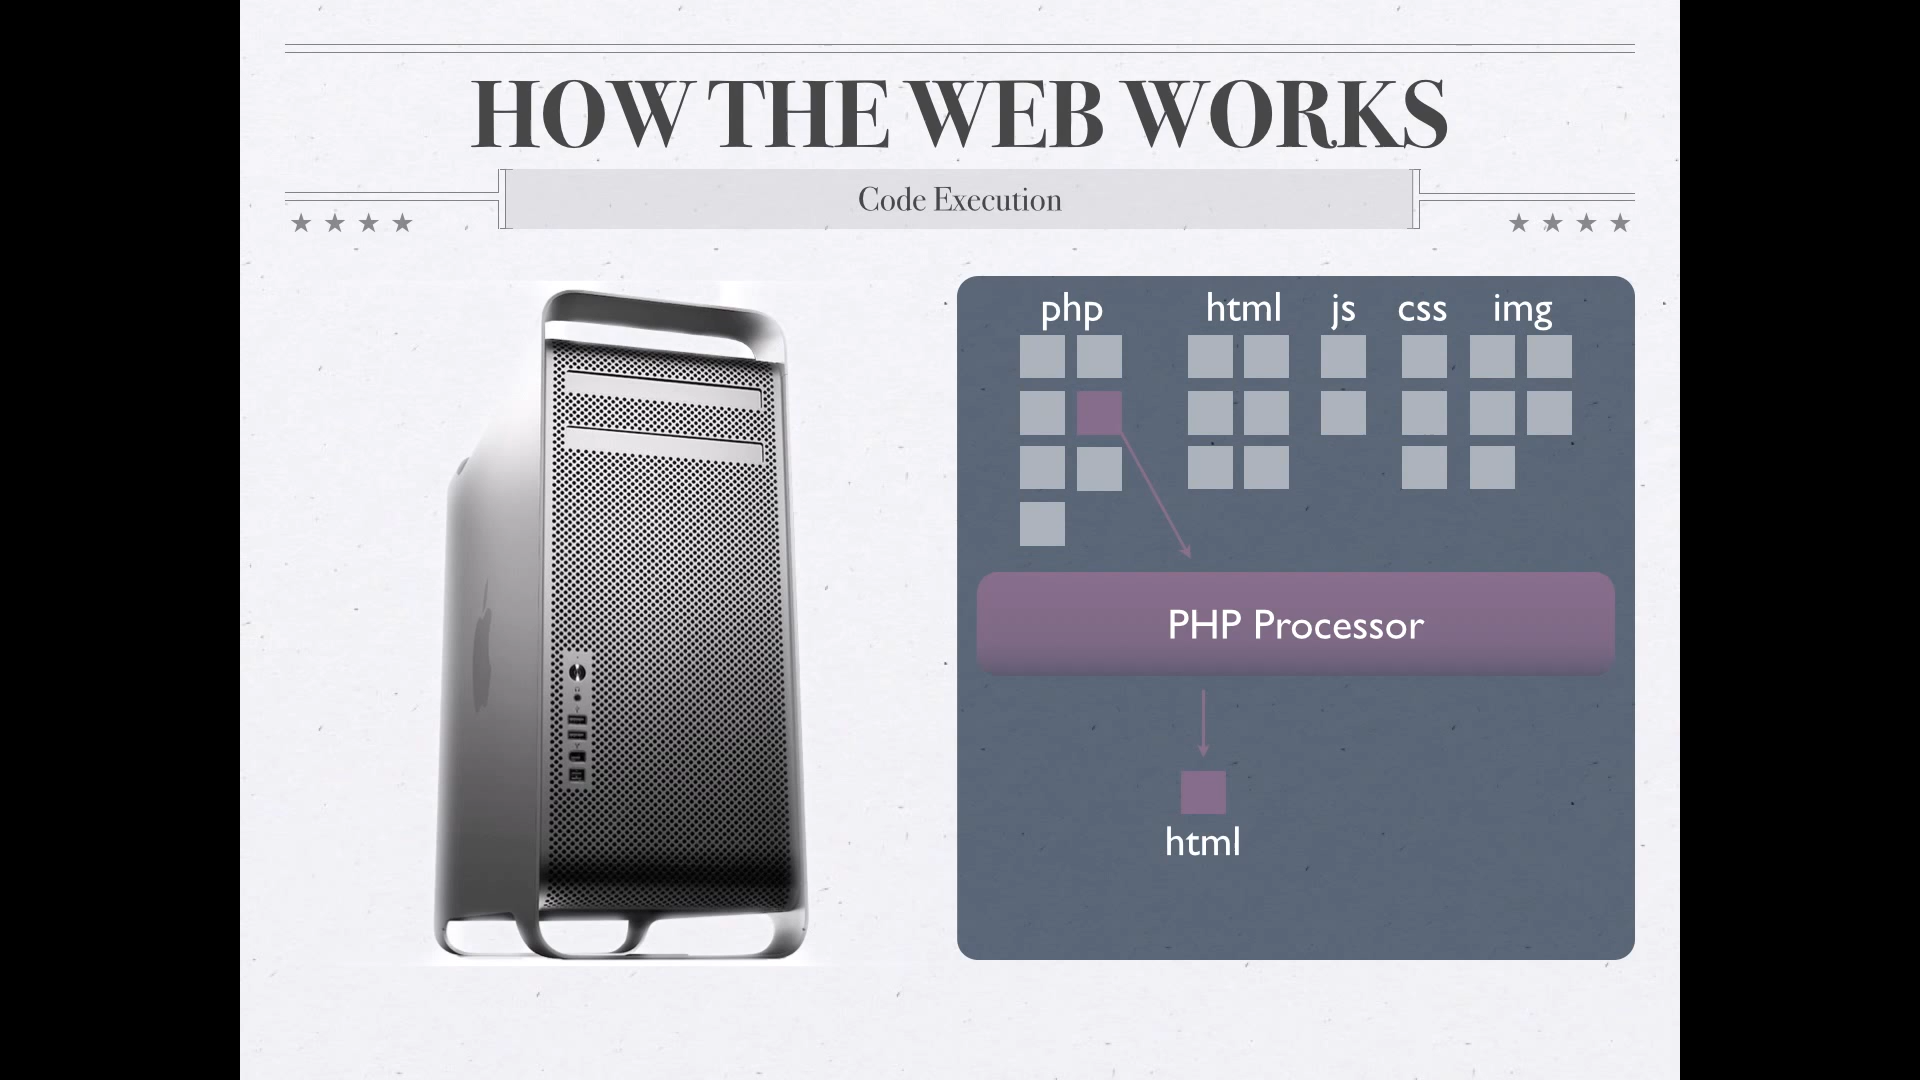 HOW THE WEB WORKS
Code Execution
php html js css img
PHP Processor
html